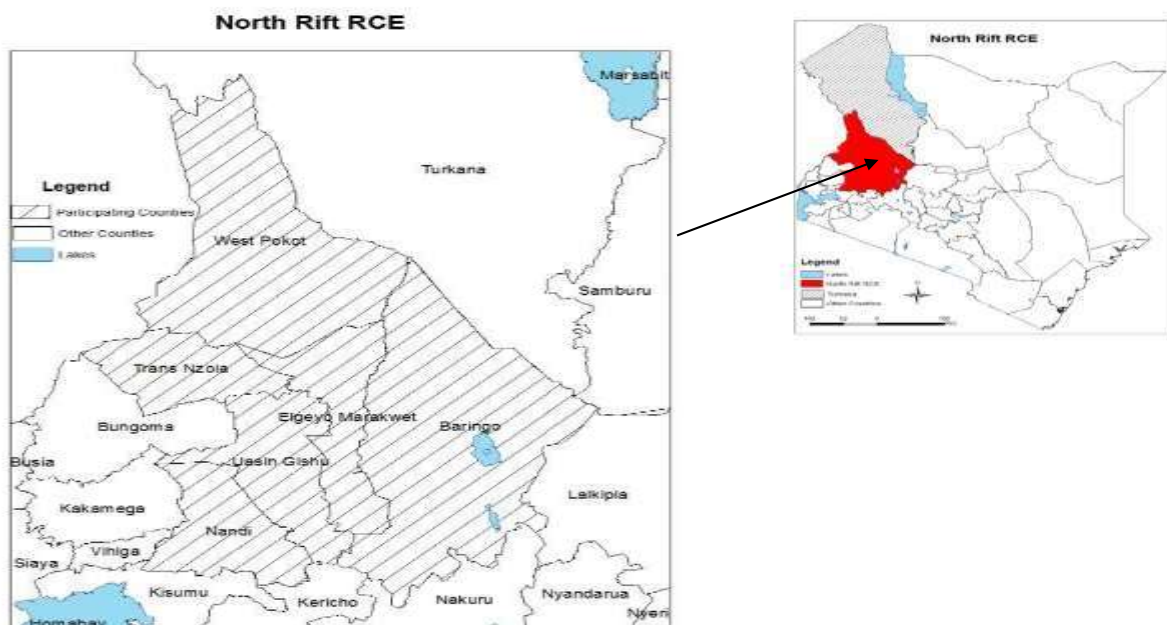 North Rift RCE
Marsabit
Turkana
Legend
Participating Counties
Other Counties
Lakes
West Pokot
Samburu
Trans Nzoia
Elgeyo Marakwet
Bungoma
Baringo
Busia
Uasin Gishu
Laikipia
Kakamega
Nandi
Vihiga
Siaya
Kisumu
Kericho
Nakuru
Nyandarua
Nyeri
Homabay
North Rift RCE
Legend
Lakes
North Rift RCE
Turkana
Other Counties